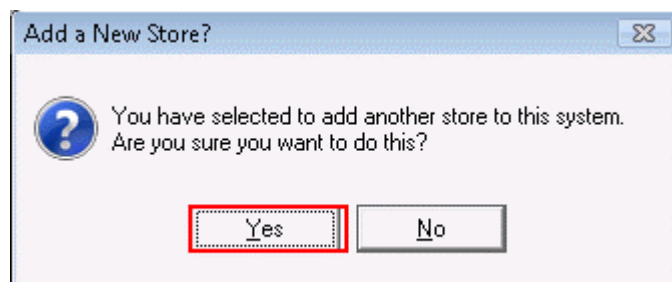 Add a New Store?
You have selected to add another store to this system.
Are you sure you want to do this?
Yes
No